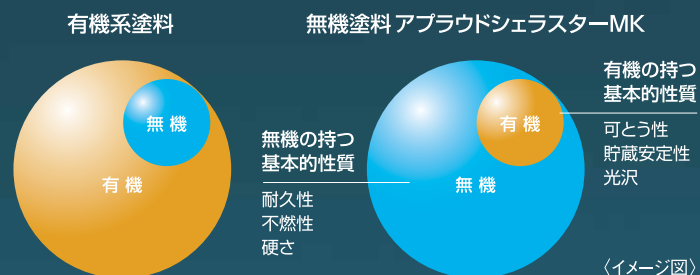 有機系塗料
無機
有機
無機塗料 アプラウドシェラスターMK
無機の持つ
基本的性質
耐久性
不燃性
硬さ
有機
無機
有機の持つ
基本的性質
可とう性
貯蔵安定性
光沢
〈イメージ図〉